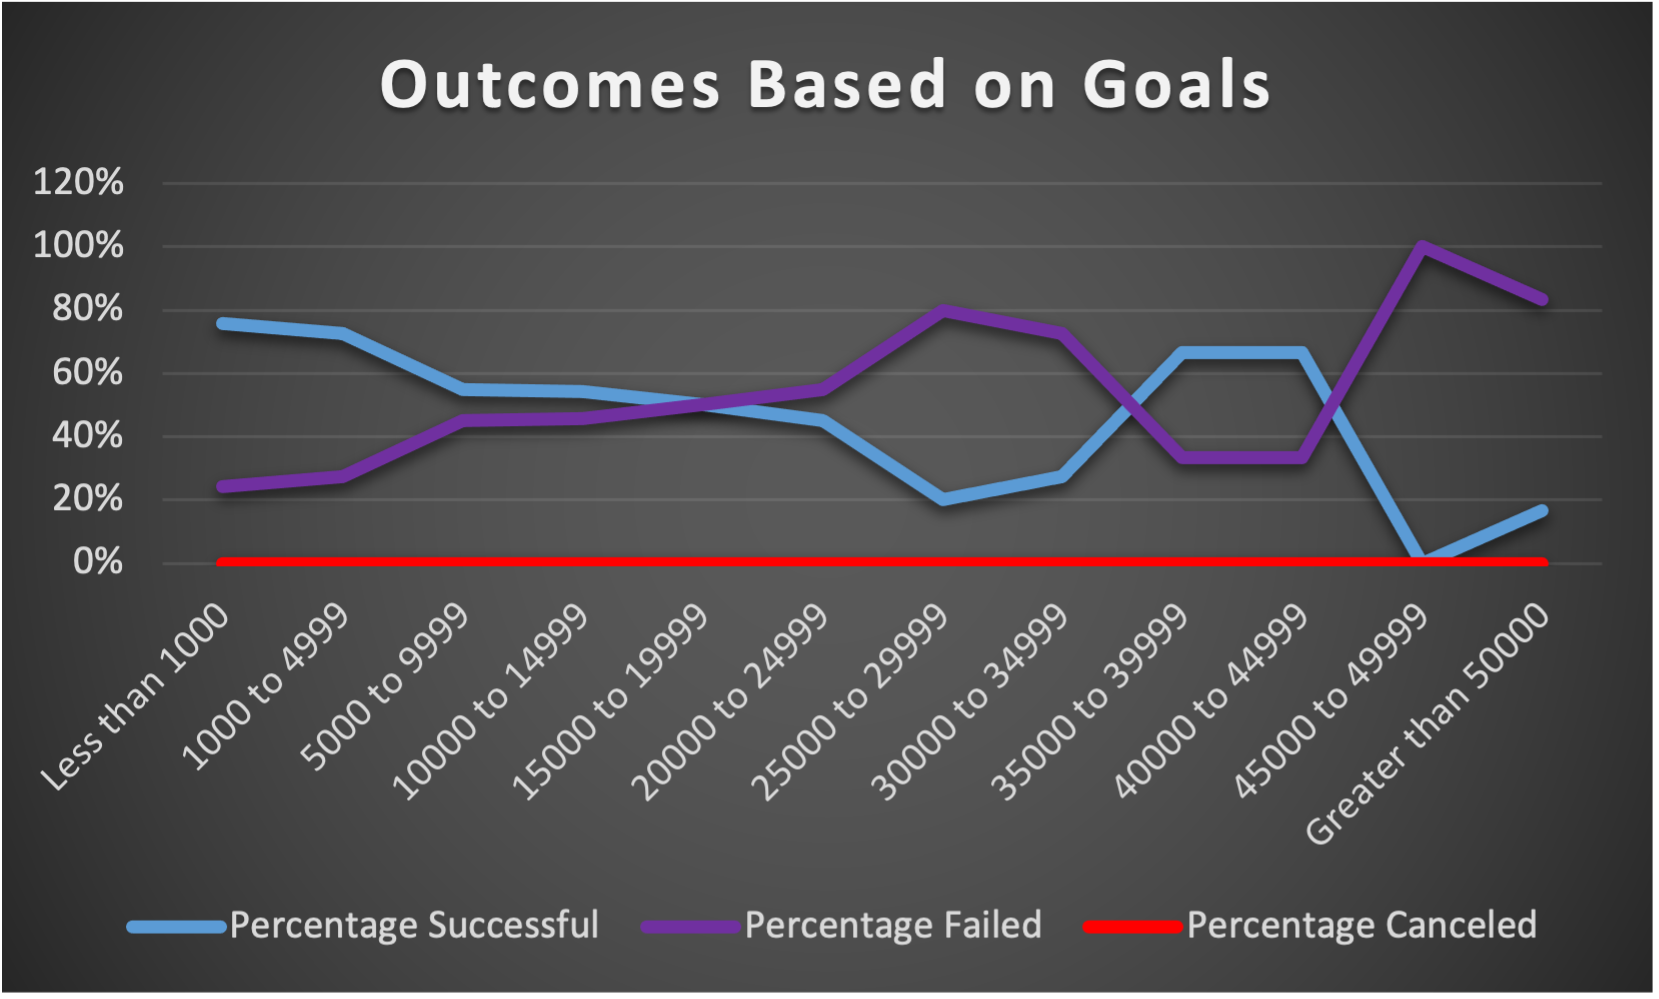 Outcomes Based on Goals
120%
100%
80%
60%
40%
20%
0%
Less than 1000
1000 to 4999
5000 to 9999
10000 to 14999
15000 to 19999
20000 to 24999
25000 to 29999
30000 to 34999
35000 to 39999
40000 to 44999
45000 to 49999
Greater than 50000
Percentage Successful
Percentage Failed
Percentage Canceled